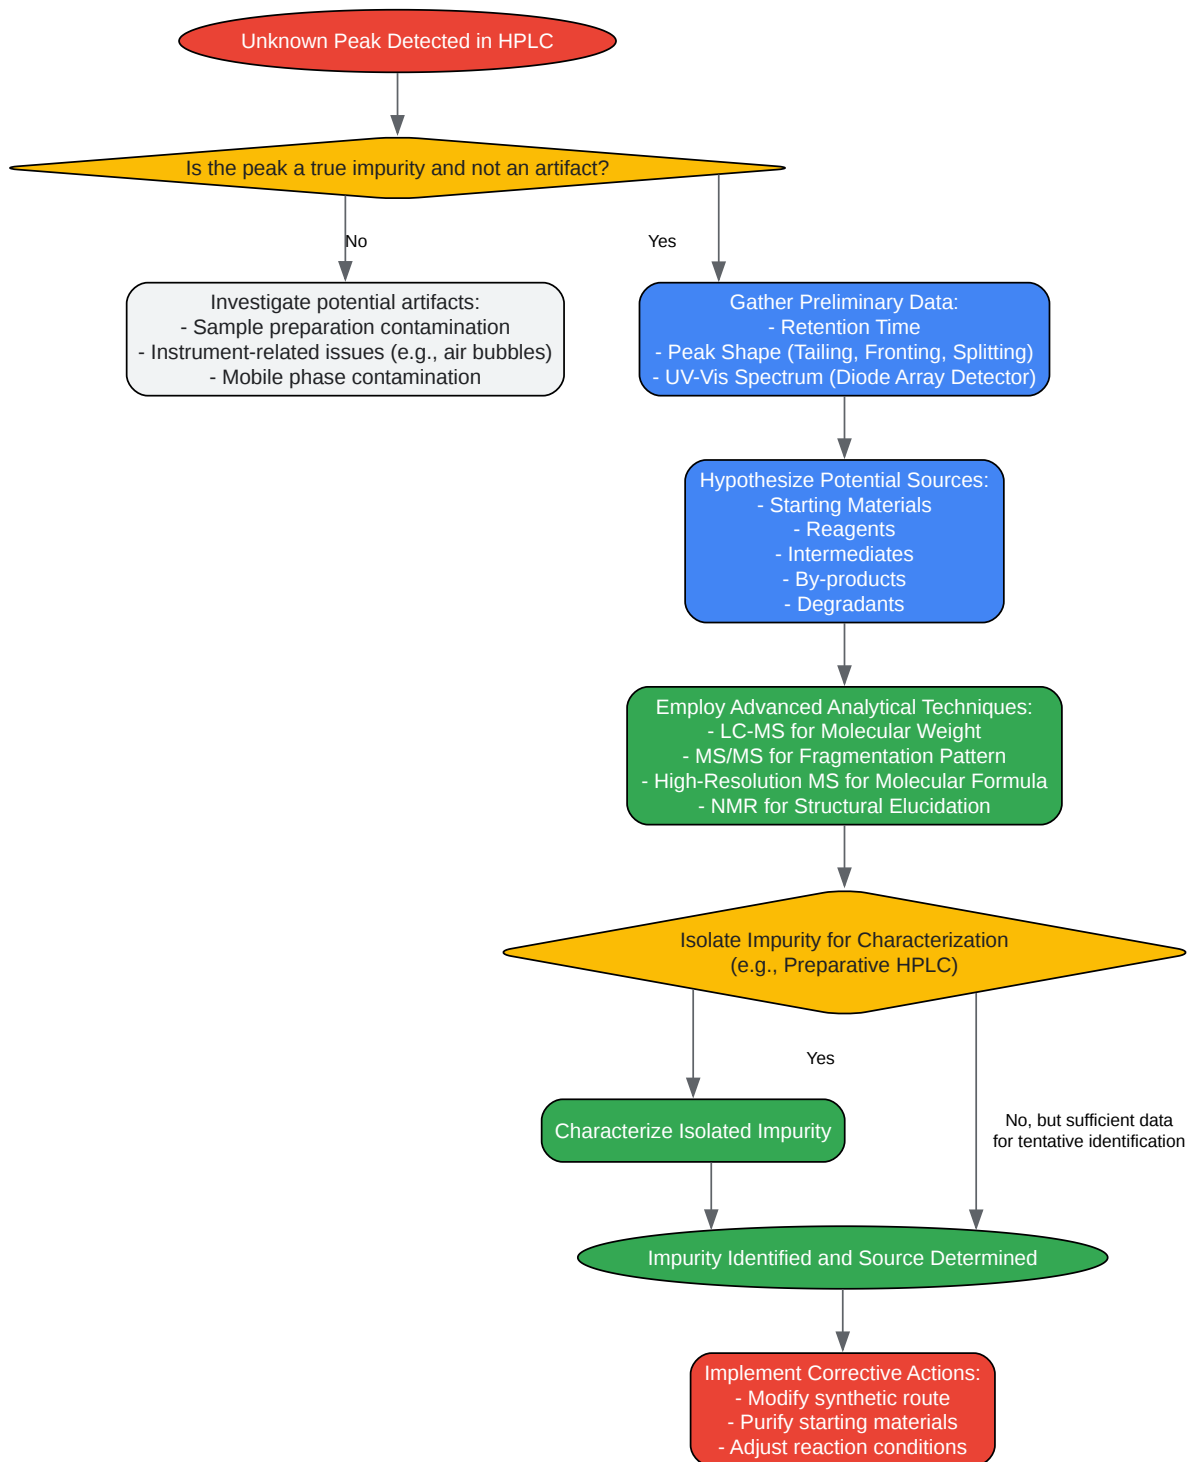 Unknown Peak Detected in HPLC
Is the peak a true impurity and not an artifact?
No
Yes
Investigate potential artifacts:
- Sample preparation contamination
- Instrument-related issues (e.g., air bubbles)
- Mobile phase contamination
Gather Preliminary Data:
- Retention Time
- Peak Shape (Tailing, Fronting, Splitting)
- UV-Vis Spectrum (Diode Array Detector)
Hypothesize Potential Sources:
- Starting Materials
- Reagents
- Intermediates
- By-products
- Degradants
Employ Advanced Analytical Techniques:
- LC-MS for Molecular Weight
- MS/MS for Fragmentation Pattern
- High-Resolution MS for Molecular Formula
- NMR for Structural Elucidation
Isolate Impurity for Characterization
(e.g., Preparative HPLC)
Yes
No, but sufficient data
for tentative identification
Characterize Isolated Impurity
Impurity Identified and Source Determined
Implement Corrective Actions:
- Modify synthetic route
- Purify starting materials
- Adjust reaction conditions